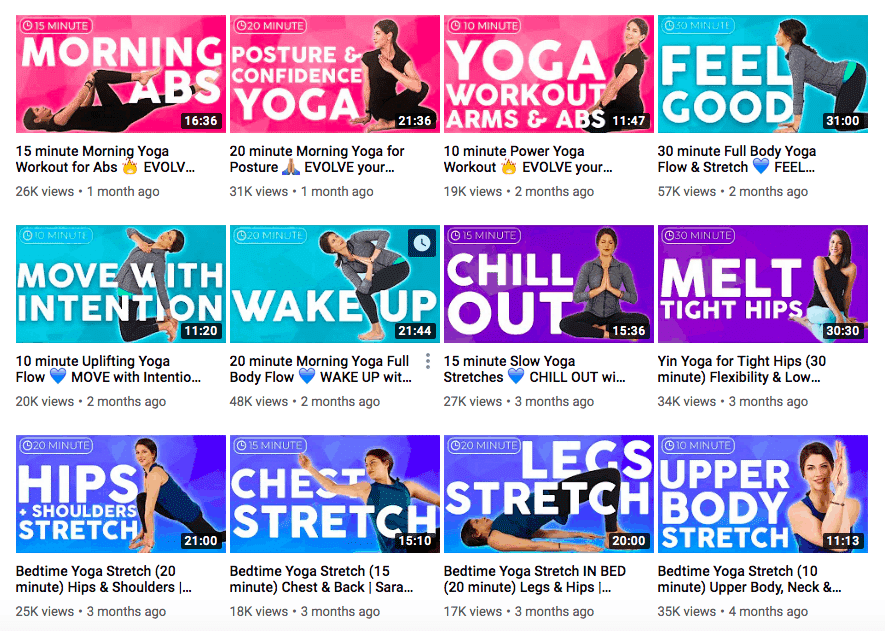 15 MINUTE
MORNING
ABS
16:36
15 minute Morning Yoga
Workout for Abs 🔥 EVOLV...
26K views • 1 month ago
20 MINUTE
POSTURE &
CONFIDENCE
YOGA
21:36
20 minute Morning Yoga for
Posture 🙏🏽 EVOLVE your...
31K views • 1 month ago
10 MINUTE
YOGA
WORKOUT
ARMS & ABS
11:47
10 minute Power Yoga
Workout 🔥 EVOLVE your...
19K views • 2 months ago
30 MINUTE
FEEL
GOOD
31:00
30 minute Full Body Yoga
Flow & Stretch 💙 FEEL...
57K views • 2 months ago
10 MINUTE
MOVE WITH
INTENTION
11:20
10 minute Uplifting Yoga
Flow 💙 MOVE with Intentio...
20K views • 2 months ago
20 MINUTE
WAKE UP
21:44
20 minute Morning Yoga Full
Body Flow 💙 WAKE UP wit...
48K views • 2 months ago
15 MINUTE
CHILL
OUT
15:36
15 minute Slow Yoga
Stretches 💙 CHILL OUT wi...
27K views • 3 months ago
30 MINUTE
MELT
TIGHT HIPS
30:30
Yin Yoga for Tight Hips (30
minute) Flexibility & Low...
34K views • 3 months ago
20 MINUTE
HIPS
+ SHOULDERS
STRETCH
21:00
Bedtime Yoga Stretch (20
minute) Hips & Shoulders |...
25K views • 3 months ago
15 MINUTE
CHEST
STRETCH
15:10
Bedtime Yoga Stretch (15
minute) Chest & Back | Sara...
18K views • 3 months ago
20 MINUTE
LEGS
STRETCH
20:00
Bedtime Yoga Stretch IN BED
(20 minute) Legs & Hips |...
17K views • 3 months ago
10 MINUTE
UPPER
BODY
STRETCH
11:13
Bedtime Yoga Stretch (10
minute) Upper Body, Neck &...
35K views • 4 months ago